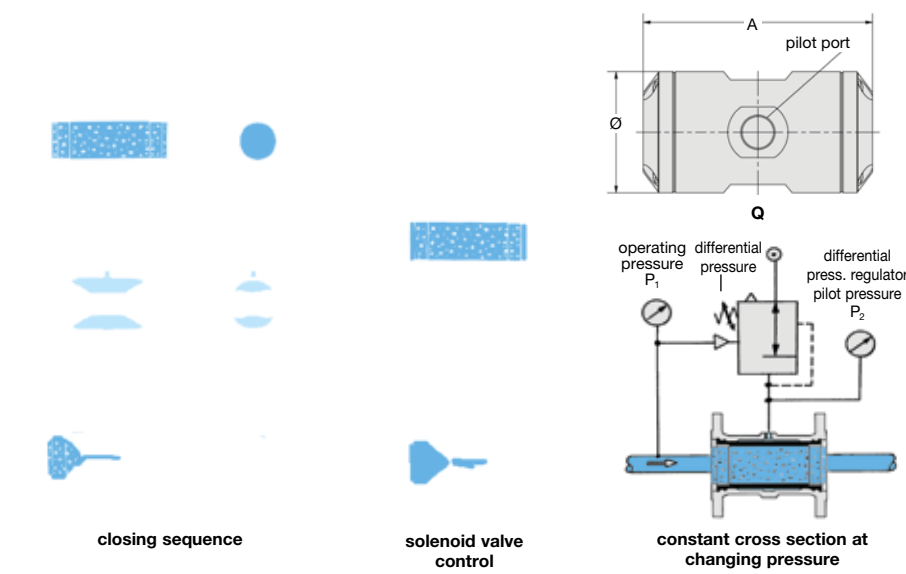 A
pilot port
Ø
Q
operating pressure P₁
differential pressure
differential press. regulator pilot pressure P₂
closing sequence
solenoid valve control
constant cross section at changing pressure